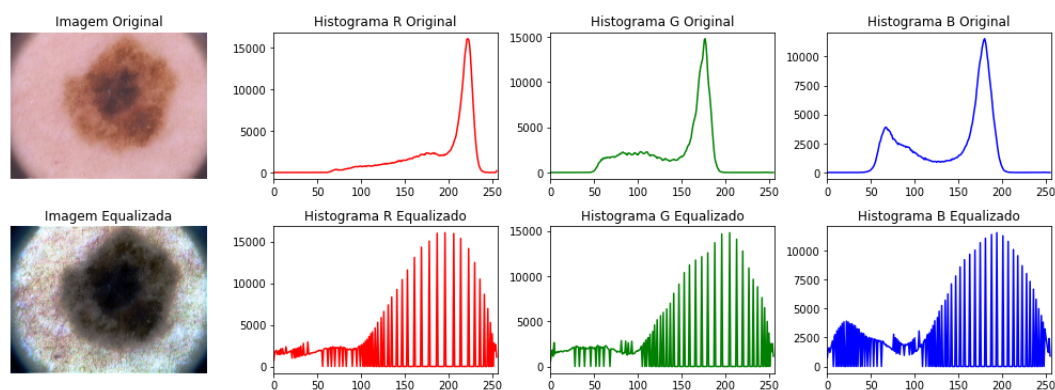 Imagem Original
Histograma R Original
Histograma G Original
Histograma B Original
15000
10000
5000
0
0 50 100 150 200 250
15000
10000
5000
0
0 50 100 150 200 250
10000
7500
5000
2500
0
0 50 100 150 200 250
Imagem Equalizada
Histograma R Equalizado
Histograma G Equalizado
Histograma B Equalizado
15000
10000
5000
0
0 50 100 150 200 250
15000
10000
5000
0
0 50 100 150 200 250
10000
7500
5000
2500
0
0 50 100 150 200 250